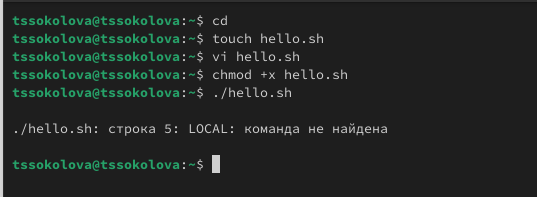 tssokolova@tssokolova:~$ cd
tssokolova@tssokolova:~$ touch hello.sh
tssokolova@tssokolova:~$ vi hello.sh
tssokolova@tssokolova:~$ chmod +x hello.sh
tssokolova@tssokolova:~$ ./hello.sh
./hello.sh: строка 5: LOCAL: команда не найдена
tssokolova@tssokolova:~$